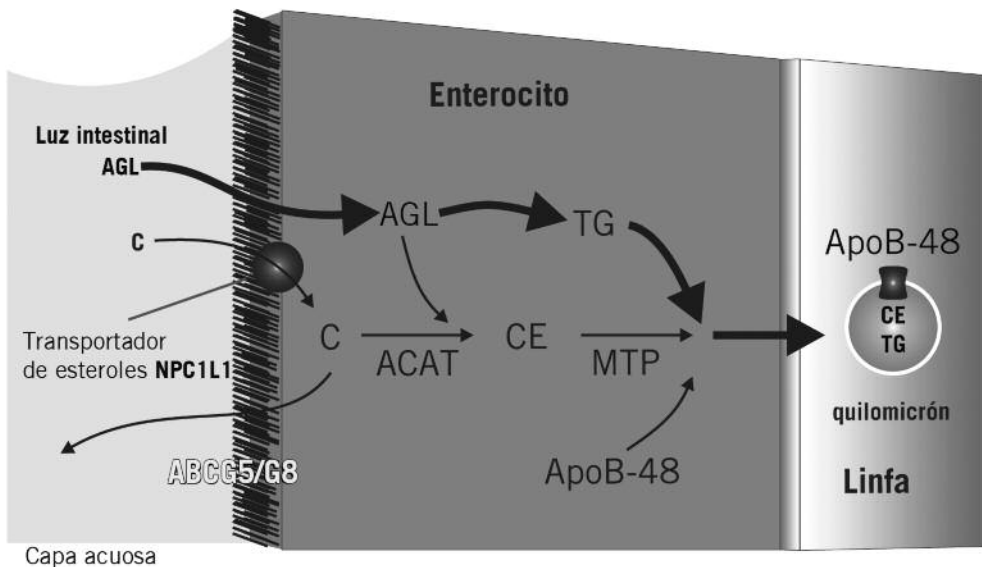 Enterocito
Luz intestinal
AGL
AGL
TG
C
ApoB-48
CE
TG
Transportador
de esteroles NPC1L1
C
ACAT
CE
MTP
quilomicrón
ABCG5/G8
ApoB-48
Linfa
Capa acuosa